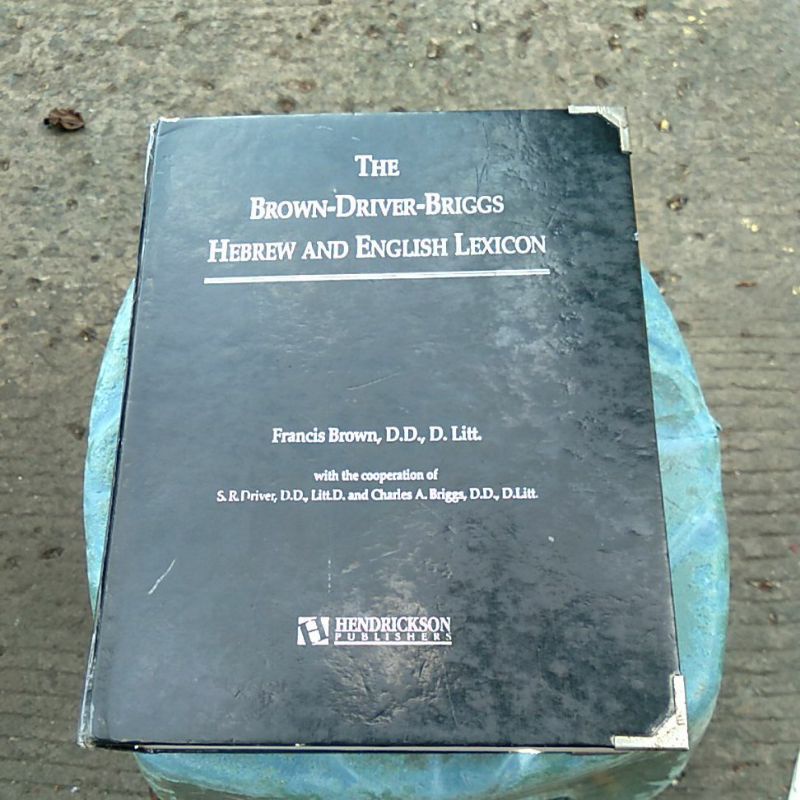 THE
BROWN-DRIVER-BRIGGS
HEBREW AND ENGLISH LEXICON
Francis Brown, D.D., D. Litt.
with the cooperation of
S. R. Driver, D.D., Litt.D. and Charles A. Briggs, D.D., D.Litt.
HENDRICKSON
PUBLISHERS